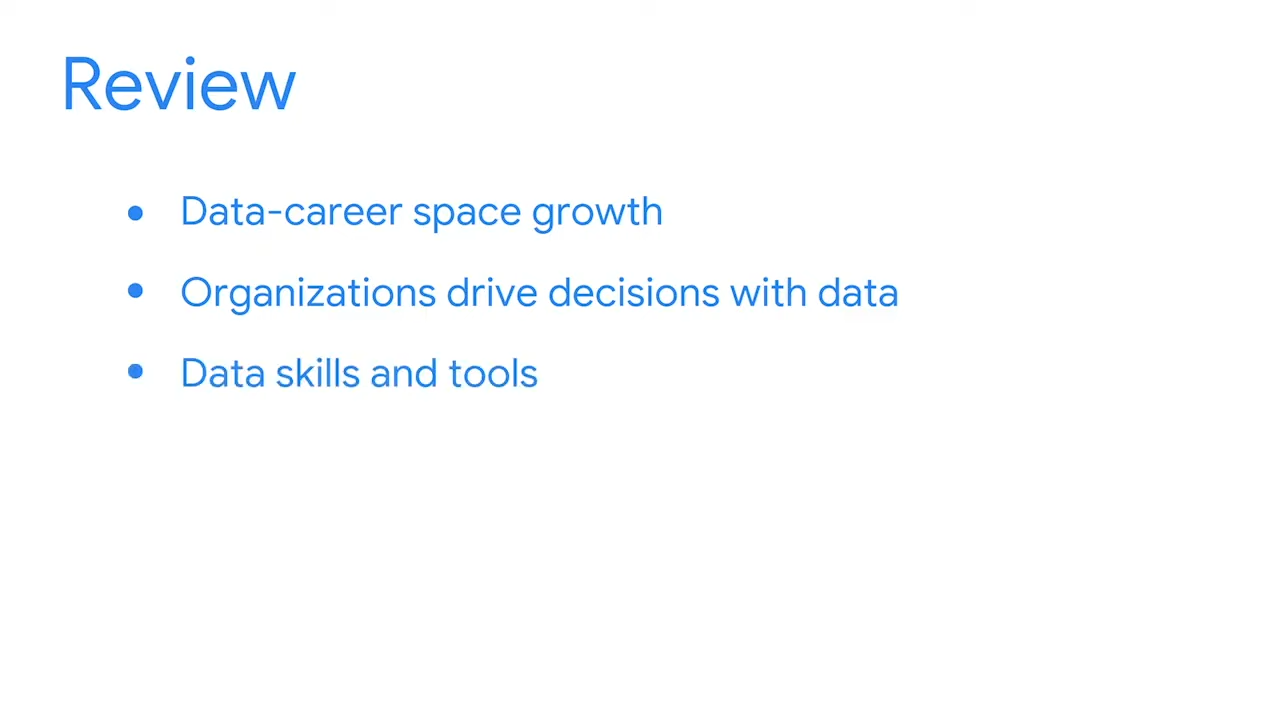 Review
• Data-career space growth
• Organizations drive decisions with data
• Data skills and tools